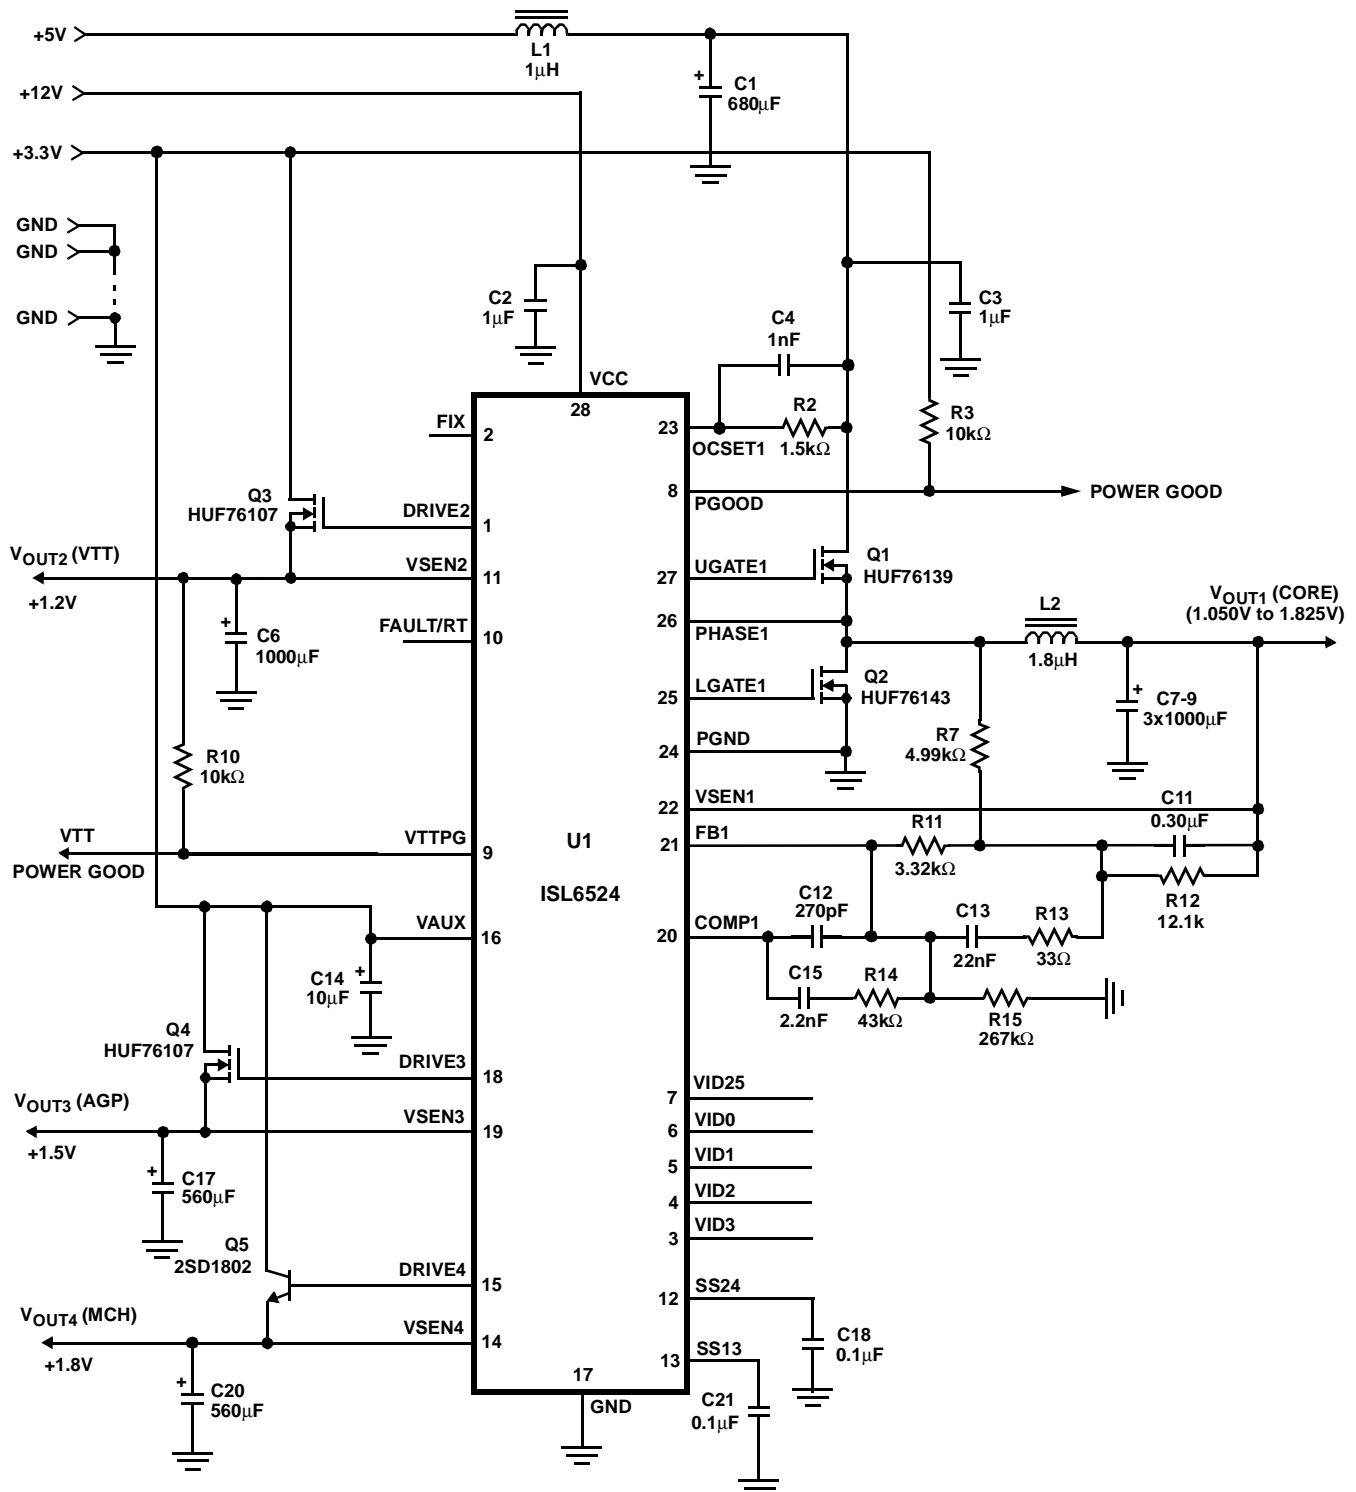 +5V
L1
1μH
+
C1
680μF
+12V
+3.3V
GND
GND
GND
C2
1μF
C3
1μF
C4
1nF
VCC
28
R2
1.5kΩ
R3
10kΩ
FIX
2
23
OCSET1
8
PGOOD
POWER GOOD
Q3
HUF76107
DRIVE2
1
VOUT2 (VTT)
+1.2V
VSEN2
11
UGATE1
27
Q1
HUF76139
FAULT/RT
10
+
C6
1000μF
26
PHASE1
L2
1.8μH
VOUT1 (CORE)
(1.050V to 1.825V)
LGATE1
25
Q2
HUF76143
+
C7-9
3x1000μF
PGND
24
R7
4.99kΩ
R10
10kΩ
VSEN1
22
C11
0.30μF
VTT
POWER GOOD
VTTPG
9
U1
ISL6524
FB1
21
R11
3.32kΩ
R12
12.1k
VAUX
16
COMP1
20
C12
270pF
C13
22nF
R13
33Ω
+
C14
10μF
C15
2.2nF
R14
43kΩ
R15
267kΩ
Q4
HUF76107
DRIVE3
18
VOUT3 (AGP)
+1.5V
VSEN3
19
VID25
7
VID0
6
VID1
5
VID2
4
VID3
3
+
C17
560μF
Q5
2SD1802
DRIVE4
15
SS24
12
VOUT4 (MCH)
+1.8V
VSEN4
14
C18
0.1μF
SS13
13
+
C20
560μF
17
GND
C21
0.1μF